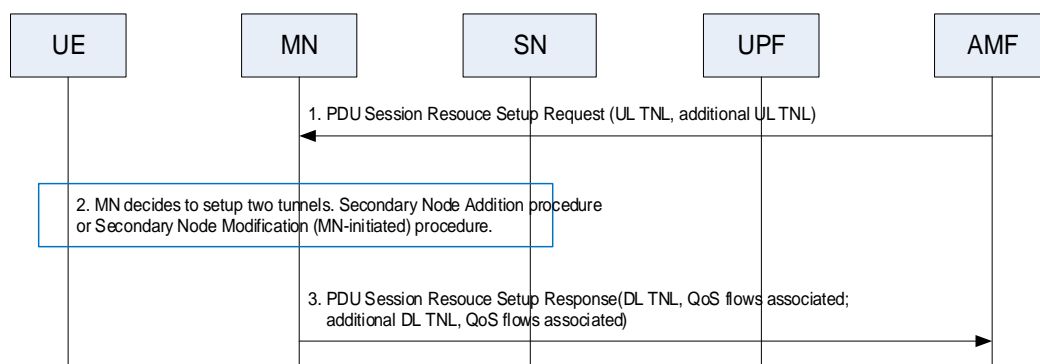 UE
MN
SN
UPF
AMF
1. PDU Session Resouce Setup Request (UL TNL, additional UL TNL)
2. MN decides to setup two tunnels. Secondary Node Addition procedure
or Secondary Node Modification (MN-initiated) procedure.
3. PDU Session Resouce Setup Response(DL TNL, QoS flows associated;
additional DL TNL, QoS flows associated)